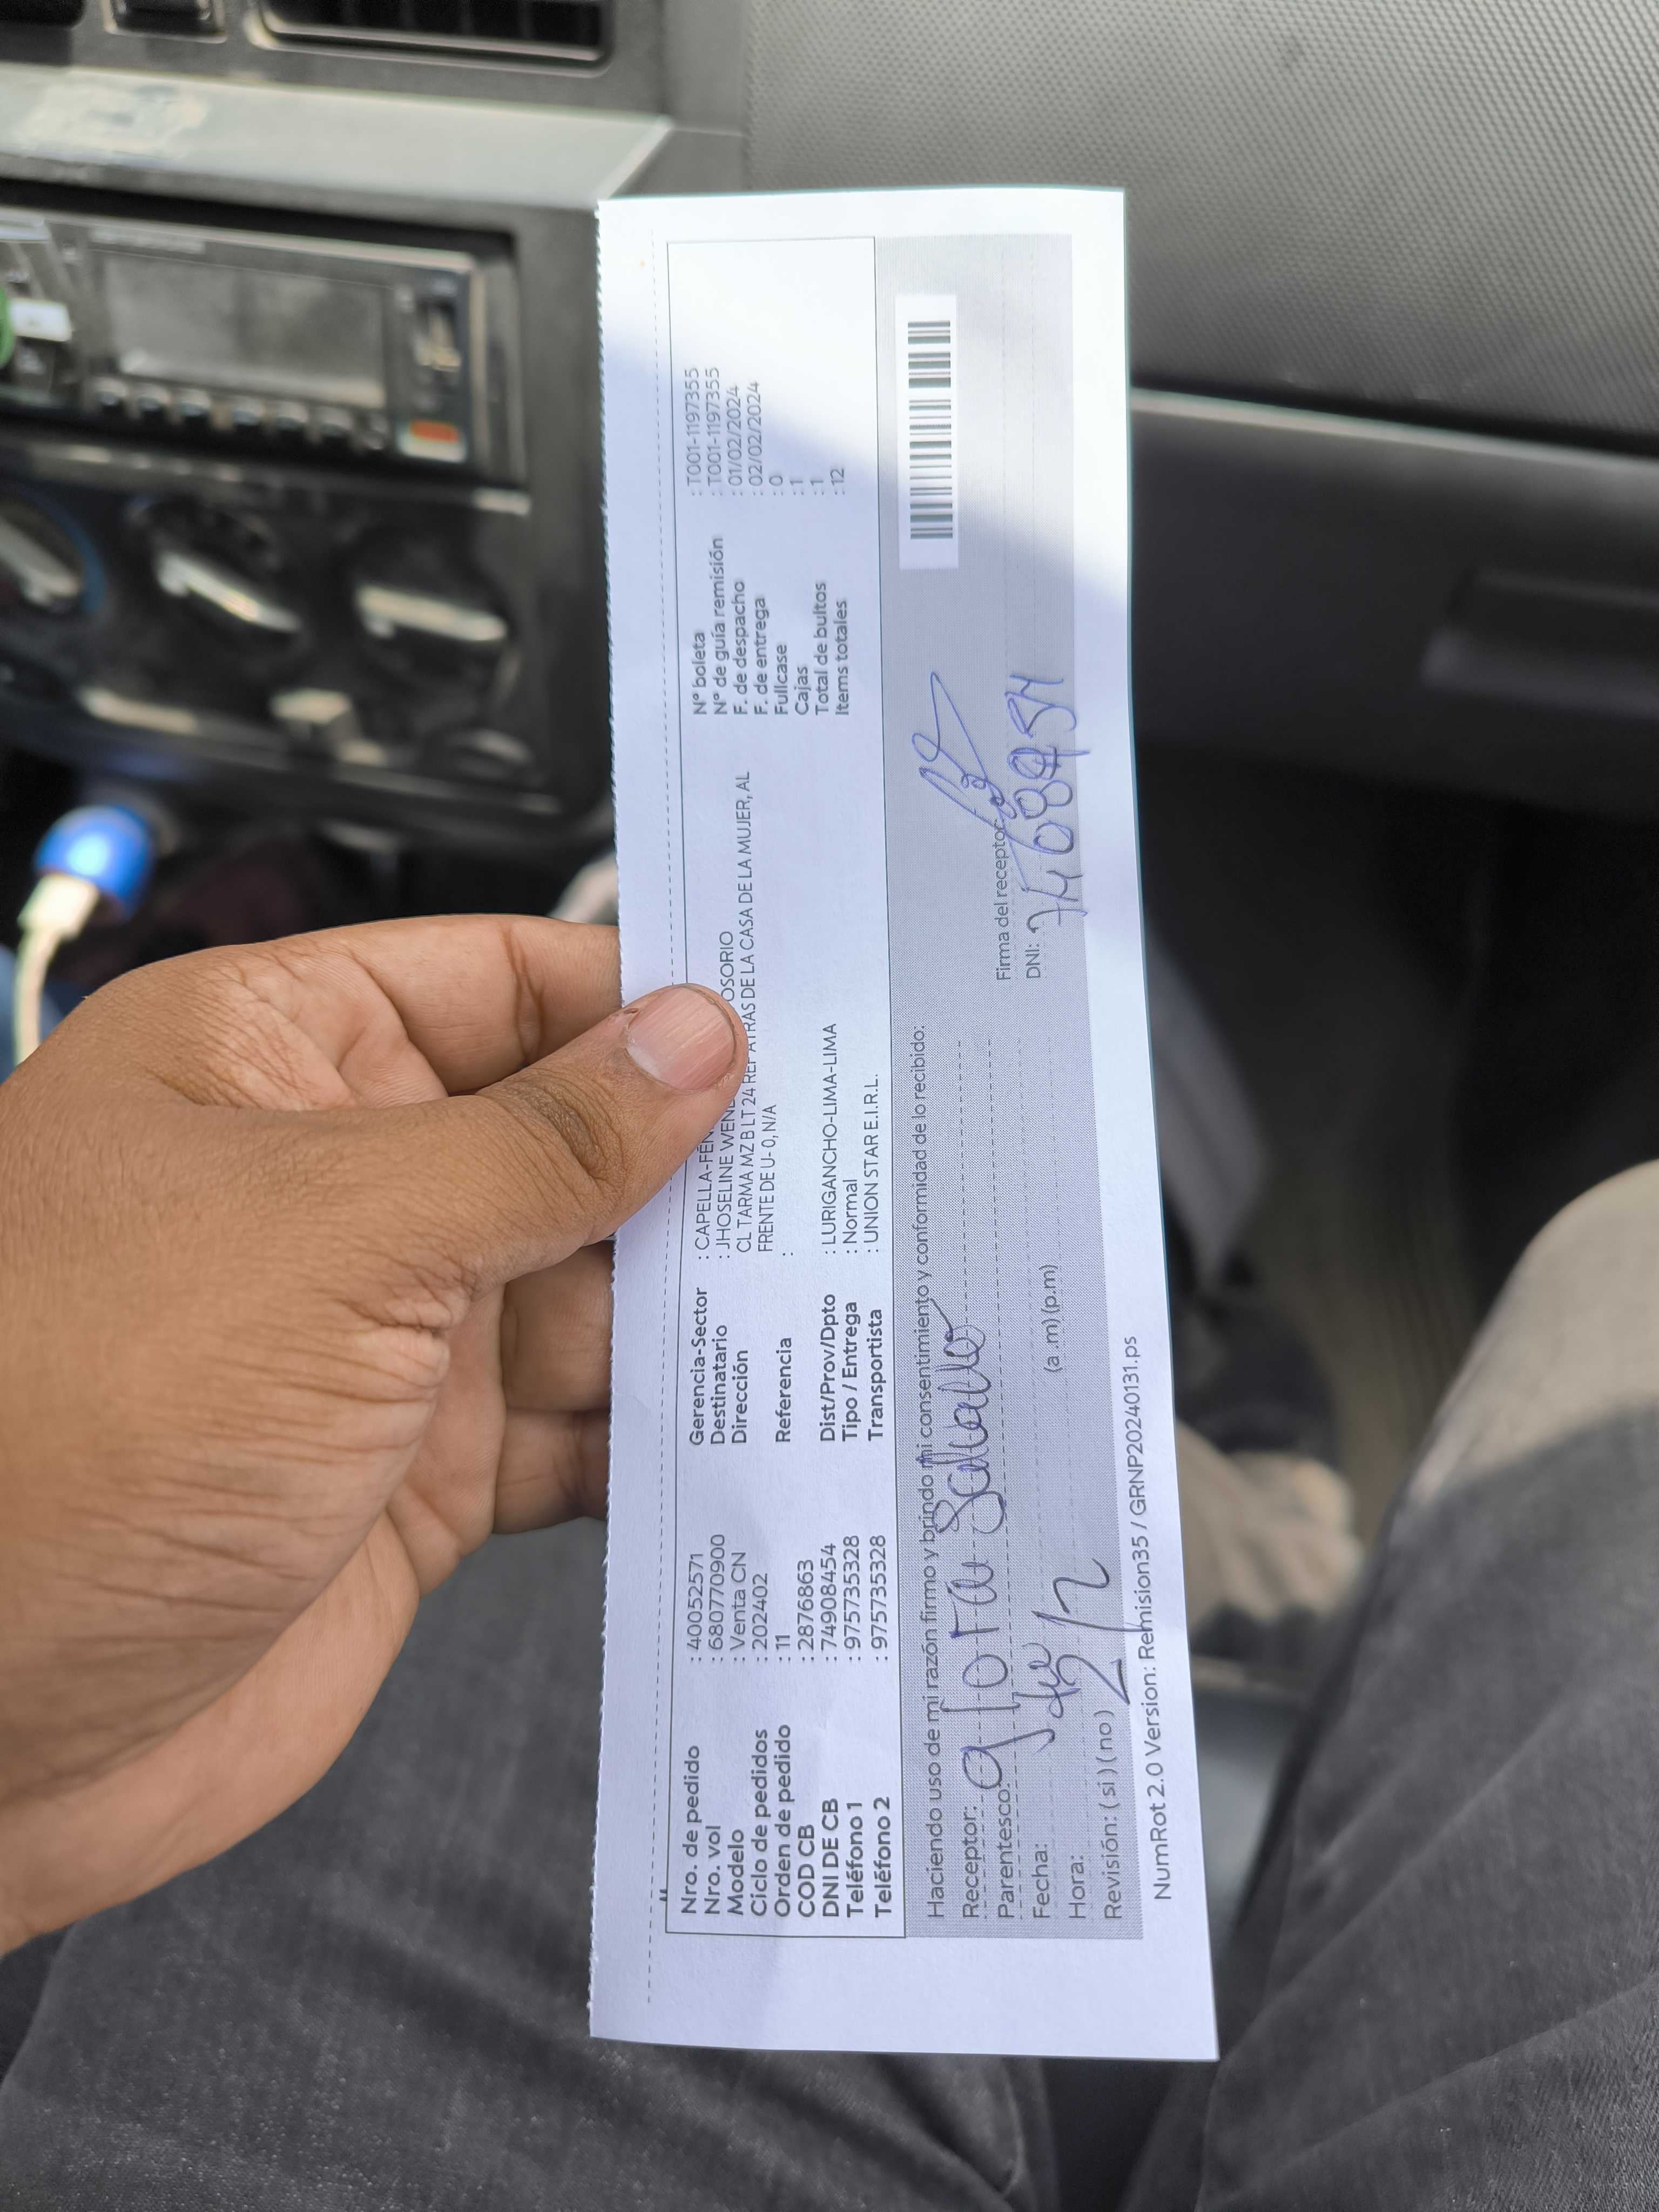 Nro. de pedido : 40052571 Gerencia-Sector : CAPELLA-FEN Nº boleta : T001-1197355
Nro. vol : 6807770900 Destinatario : JHOSELINE WEN OSORIO Nº de guía remisión : T001-1197355
Modelo : Venta CN Dirección CL TARMA MZ B LT 24 REF ATRAS DE LA CASA DE LA MUJER, AL F. de despacho : 01/02/2024
Ciclo de pedidos : 202402 FRENTE DE U- 0, N/A F. de entrega : 02/02/2024
Orden de pedido : 11 Referencia : Fullcase : 0
COD CB : 28768​63 Cajas : 1
DNI DE CB : 74908454 Dist/Prov/Dpto : LURIGANCHO-LIMA-LIMA Total de bultos : 1
Teléfono 1 : 975735328 Tipo / Entrega : Normal Items totales : 12
Teléfono 2 : 975735328 Transportista : UNION STAR E.I.R.L.
Haciendo uso de mi razón firmo y brindo mi consentimiento y conformidad de lo recibido:
Receptor:
Parentesco: Firma del receptor
Fecha: DNI:
Hora: (a.m) (p.m)
Revisión: ( si ) ( no )
NumRot 2.0 Version: Remision35 / GRNP20240131.ps